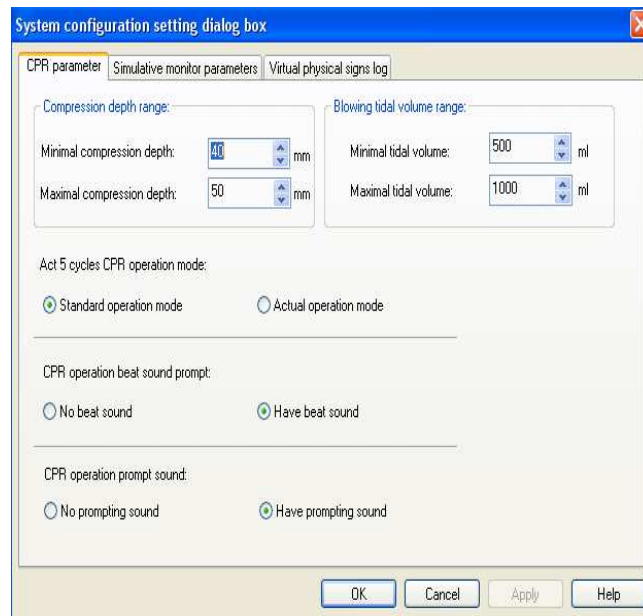 System configuration setting dialog box
CPR parameter Simulative monitor parameters Virtual physical signs log
Compression depth range: Blowing tidal volume range:
Minimal compression depth: 40 mm Minimal tidal volume: 500 ml
Maximal compression depth: 50 mm Maximal tidal volume: 1000 ml
Act 5 cycles CPR operation mode:
Standard operation mode Actual operation mode
CPR operation beat sound prompt:
No beat sound Have beat sound
CPR operation prompt sound:
No prompting sound Have prompting sound
OK Cancel Apply Help